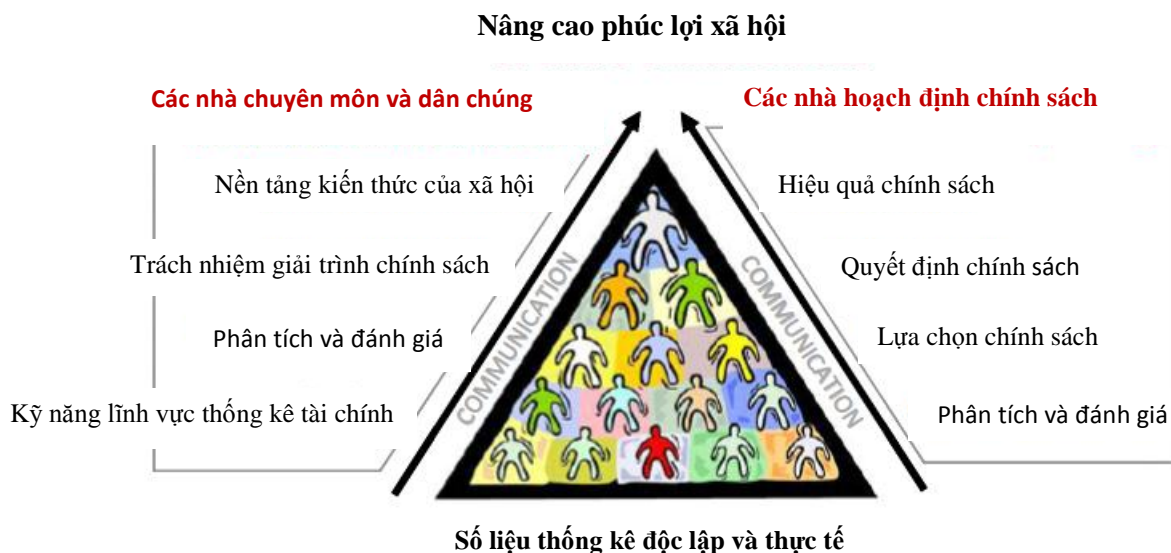 Nâng cao phúc lợi xã hội
Các nhà chuyên môn và dân chúng
Các nhà hoạch định chính sách
Nền tảng kiến thức của xã hội
Hiệu quả chính sách
Trách nhiệm giải trình chính sách
Quyết định chính sách
Phân tích và đánh giá
Lựa chọn chính sách
Kỹ năng lĩnh vực thống kê tài chính
Phân tích và đánh giá
COMMUNICATION
COMMUNICATION
Số liệu thống kê độc lập và thực tế